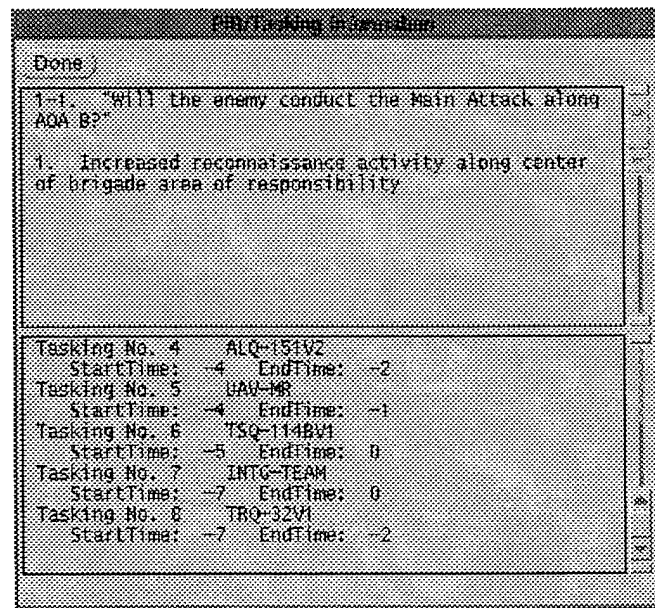 PIR/Tasking Information
Done
1-1. "Will the enemy conduct the Main Attack along
AOA B?"
1. Increased reconnaissance activity along center
of brigade area of responsibility
Tasking No. 4 ALQ-151V2
StartTime: -4 EndTime: -2
Tasking No. 5 UAV-MR
StartTime: -4 EndTime: -1
Tasking No. 6 TSQ-114BV1
StartTime: -5 EndTime: 0
Tasking No. 7 INTG-TEAM
StartTime: -7 EndTime: 0
Tasking No. 8 TRQ-32V1
StartTime: -7 EndTime: -2